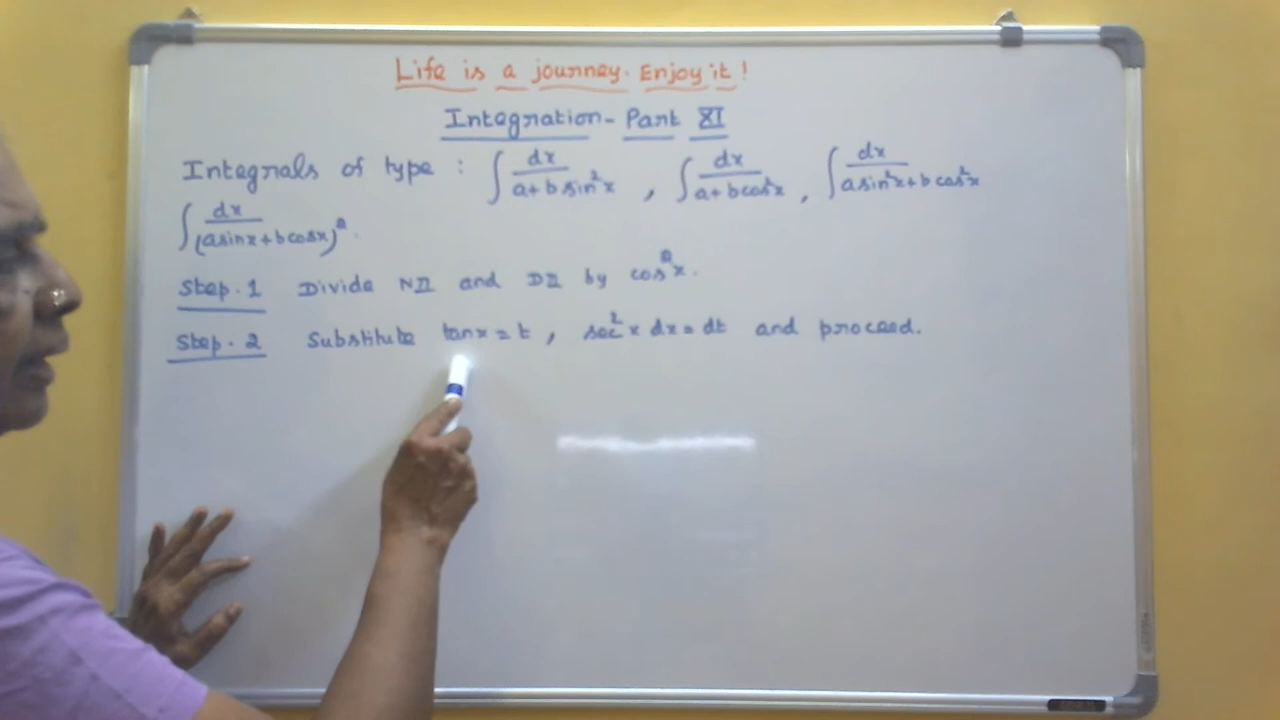 Life is a journey. Enjoy it!
Integration - Part XI
Integrals of type : ∫ dx/(a+b sin²x) , ∫ dx/(a+b cos²x) , ∫ dx/(a sin²x+b cos²x)
∫ dx/(a sinx+b cosx)² .
Step. 1 Divide Nr and Dr by cos²x.
Step. 2 Substitute tanx = t , sec²x dx = dt and proceed.